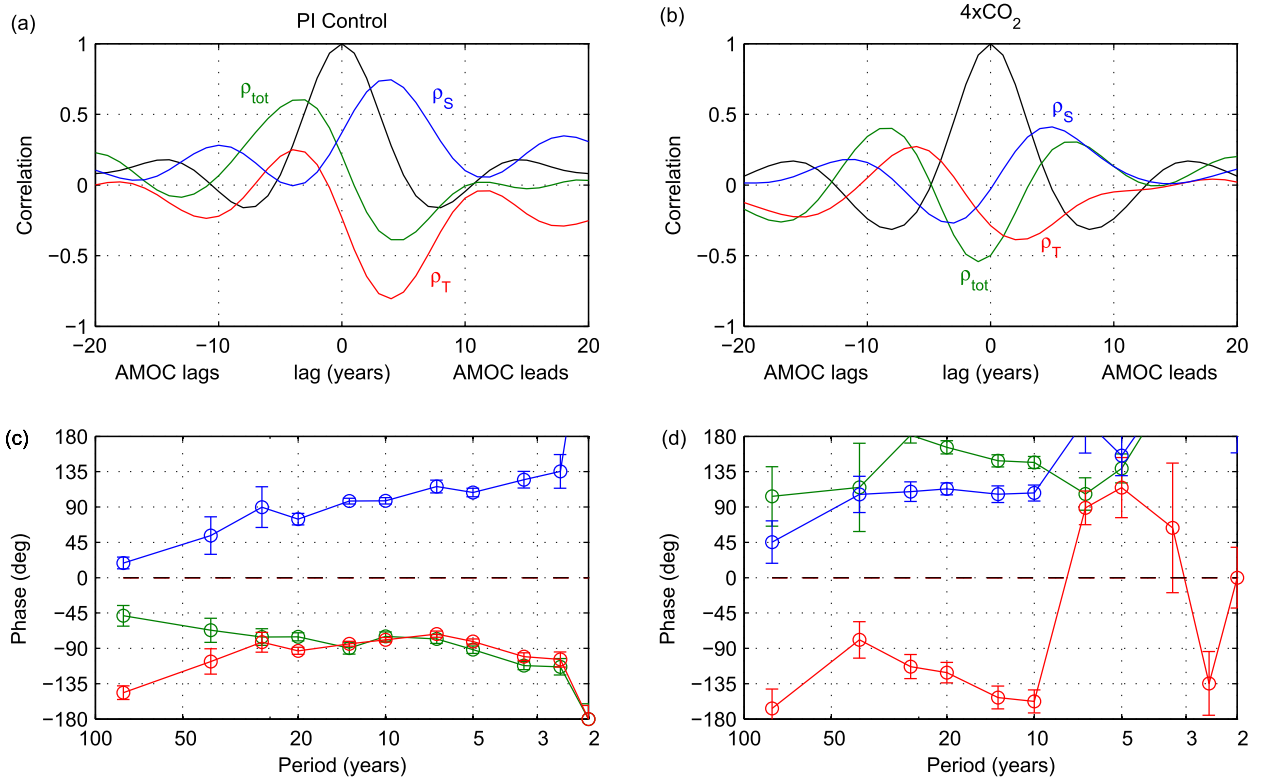 (a)
PI Control
1
0.5
0
−0.5
−1
Correlation
ρtot
ρS
ρT
−20
−10
0
10
20
AMOC lags
lag (years)
AMOC leads
(b)
4xCO2
1
0.5
0
−0.5
−1
Correlation
ρS
ρT
ρtot
−20
−10
0
10
20
AMOC lags
lag (years)
AMOC leads
(c)
180
135
90
45
0
−45
−90
−135
−180
Phase (deg)
100
50
20
10
5
3
2
Period (years)
(d)
180
135
90
45
0
−45
−90
−135
−180
Phase (deg)
100
50
20
10
5
3
2
Period (years)